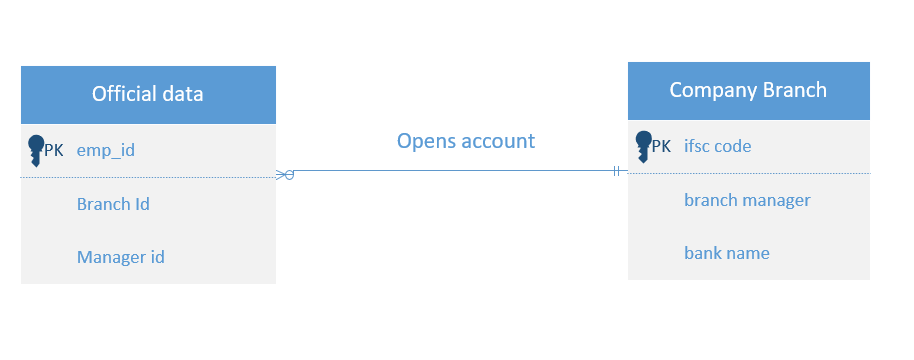 Official data
PK emp_id
Branch Id
Manager id
Opens account
Company Branch
PK ifsc code
branch manager
bank name